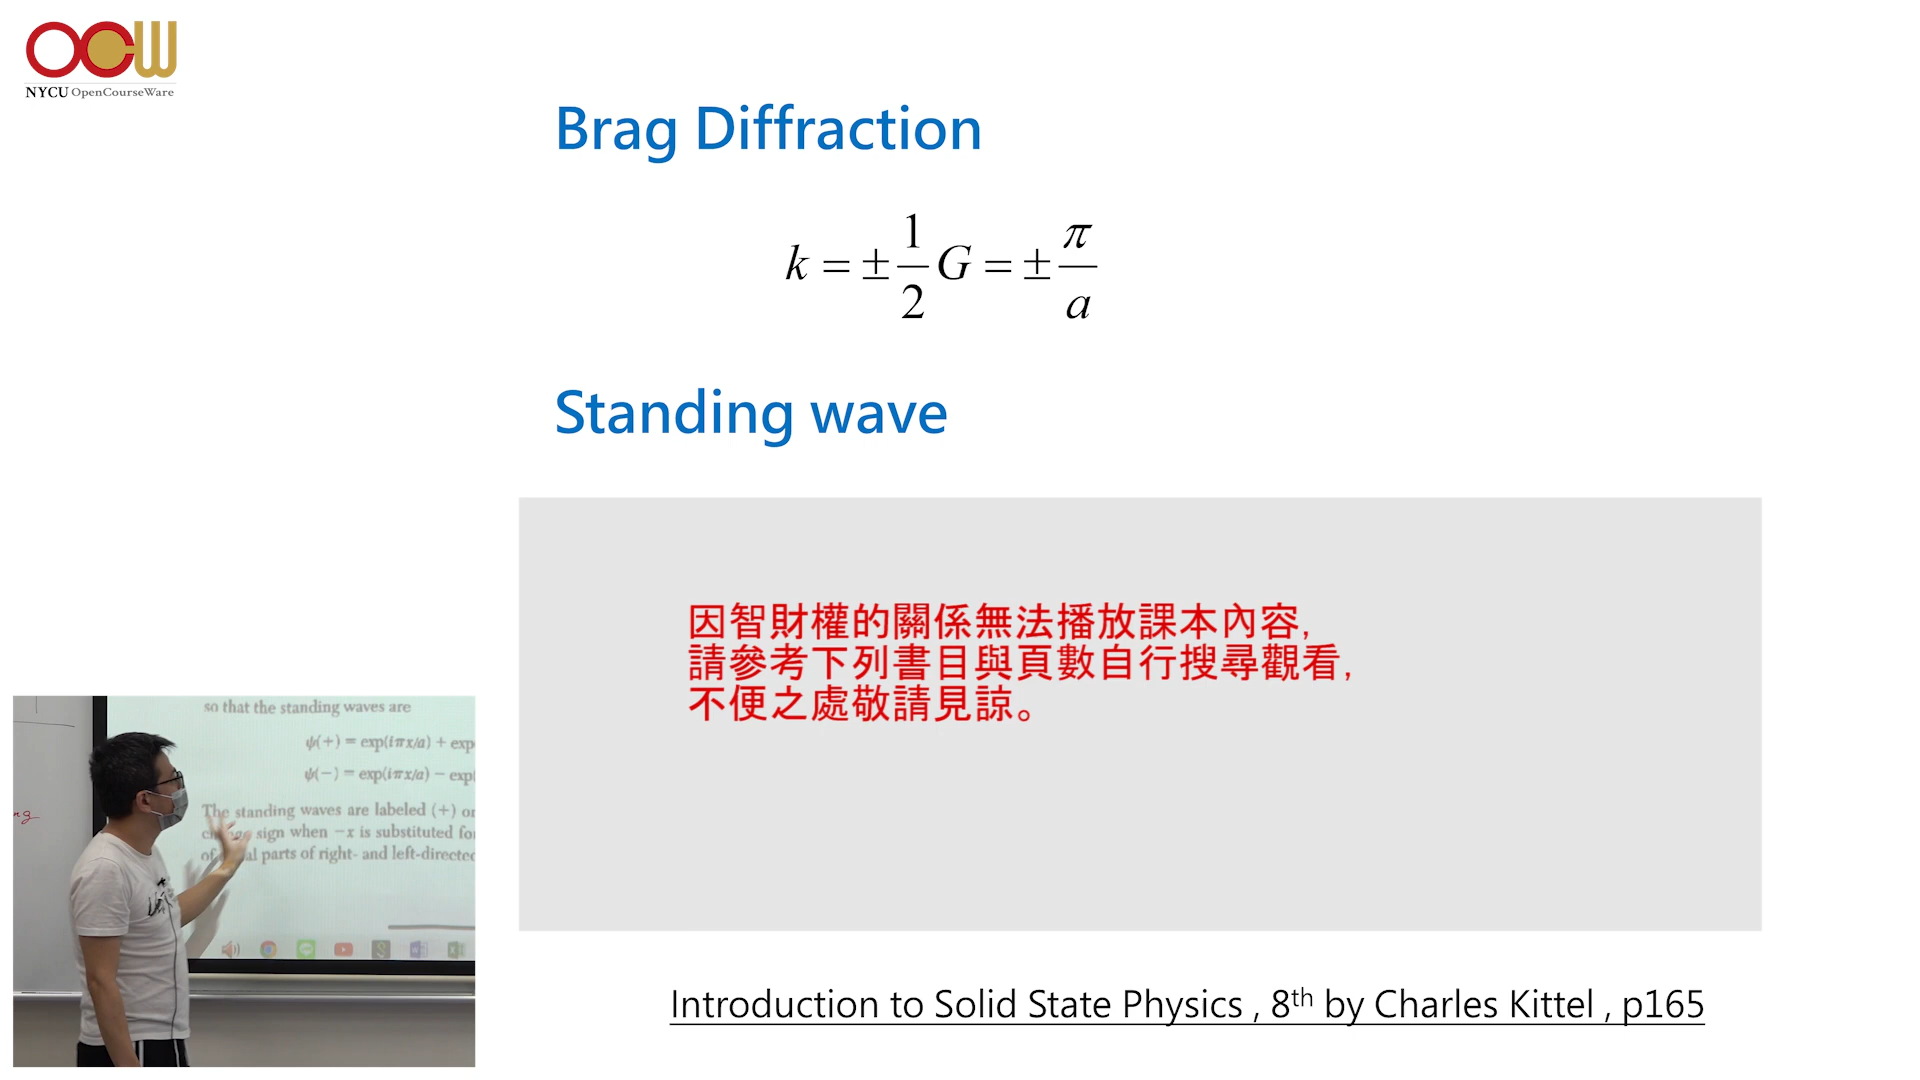 OCW
NYCU OpenCourseWare
Brag Diffraction
k = ± 1/2 G = ± π/a
Standing wave
因智財權的關係無法播放課本內容,
請參考下列書目與頁數自行搜尋觀看,
不便之處敬請見諒。
so that the standing waves are
ψ(+) = exp(iπx/a) + exp
ψ(−) = exp(iπx/a) − exp(
The standing waves are labeled (+) or
sign when −x is substituted for
of parts of right- and left-directed
Introduction to Solid State Physics , 8th by Charles Kittel , p165